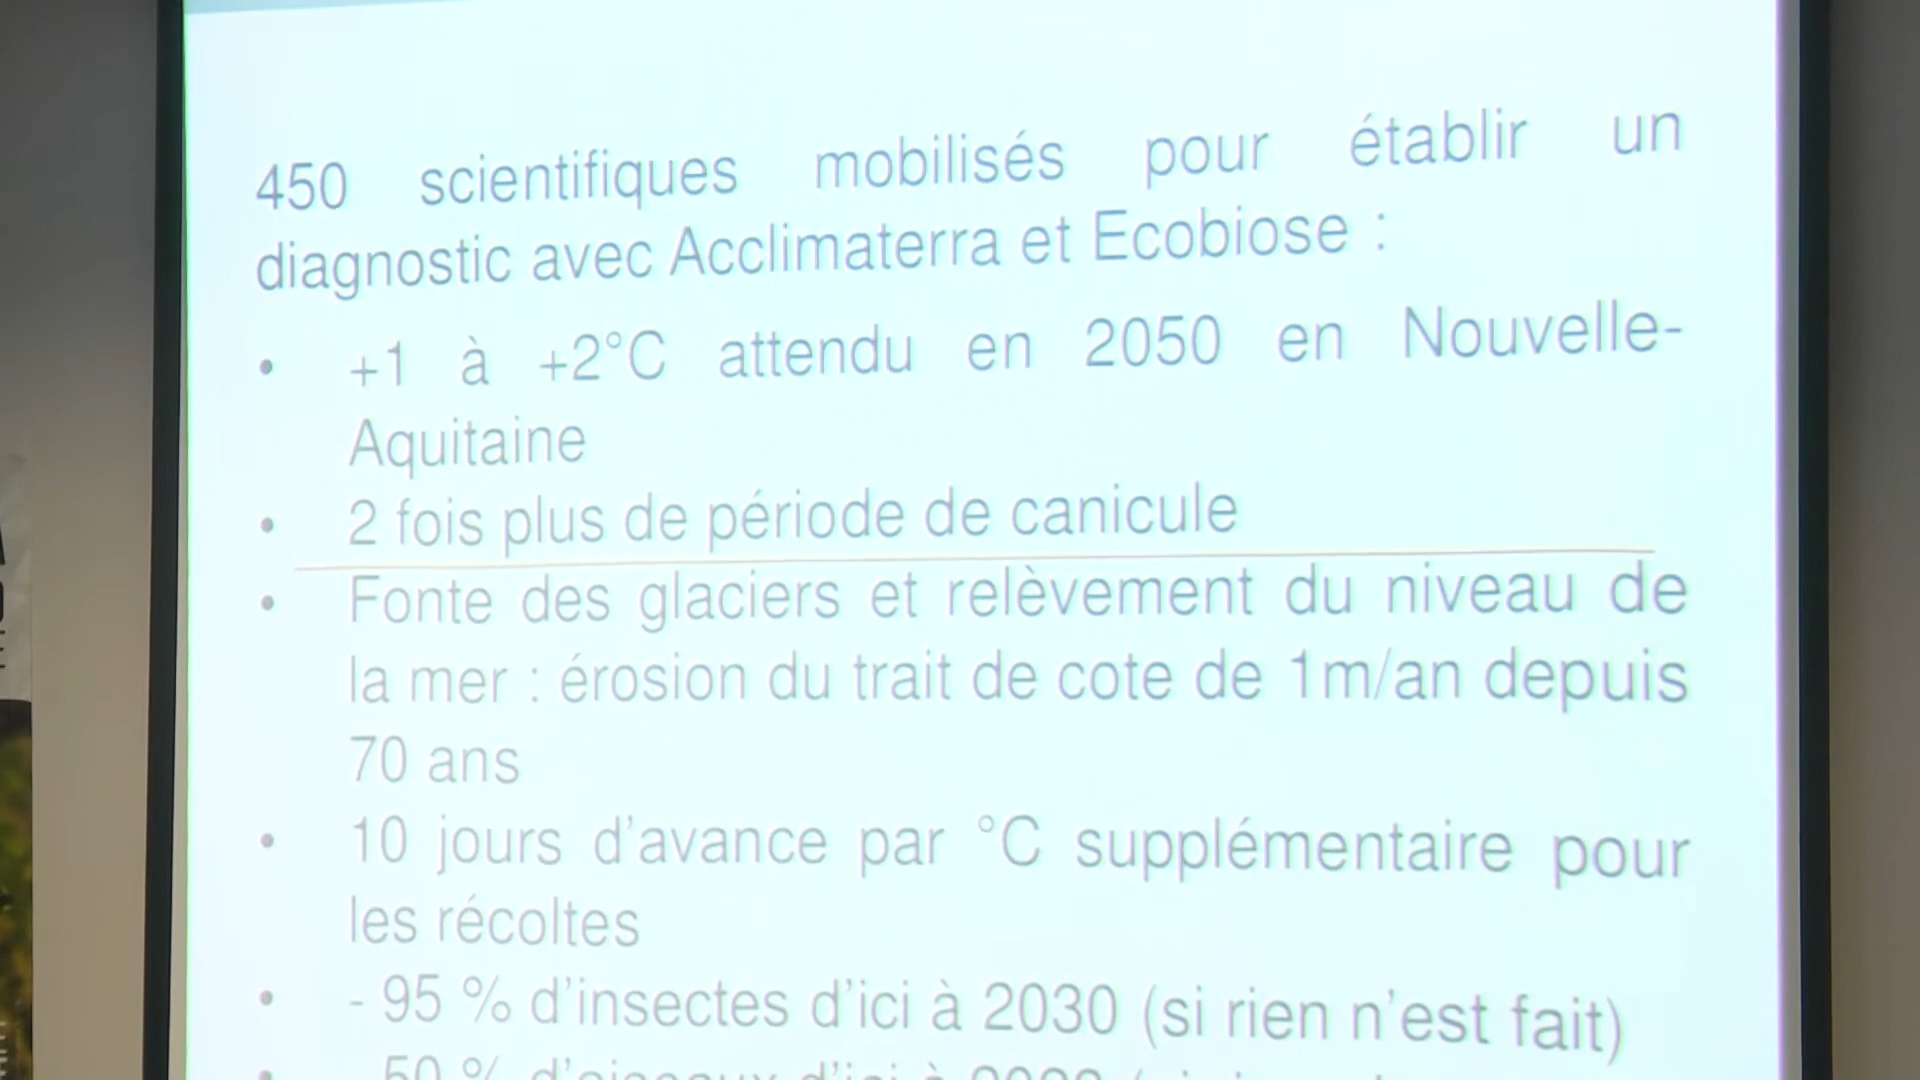 450 scientifiques mobilisés pour établir un
diagnostic avec Acclimaterra et Ecobiose :
• +1 à +2°C attendu en 2050 en Nouvelle-
Aquitaine
• 2 fois plus de période de canicule
• Fonte des glaciers et relèvement du niveau de
la mer : érosion du trait de cote de 1m/an depuis
70 ans
• 10 jours d'avance par °C supplémentaire pour
les récoltes
• - 95 % d'insectes d'ici à 2030 (si rien n'est fait)
• 50 % d'oiseaux d'ici à